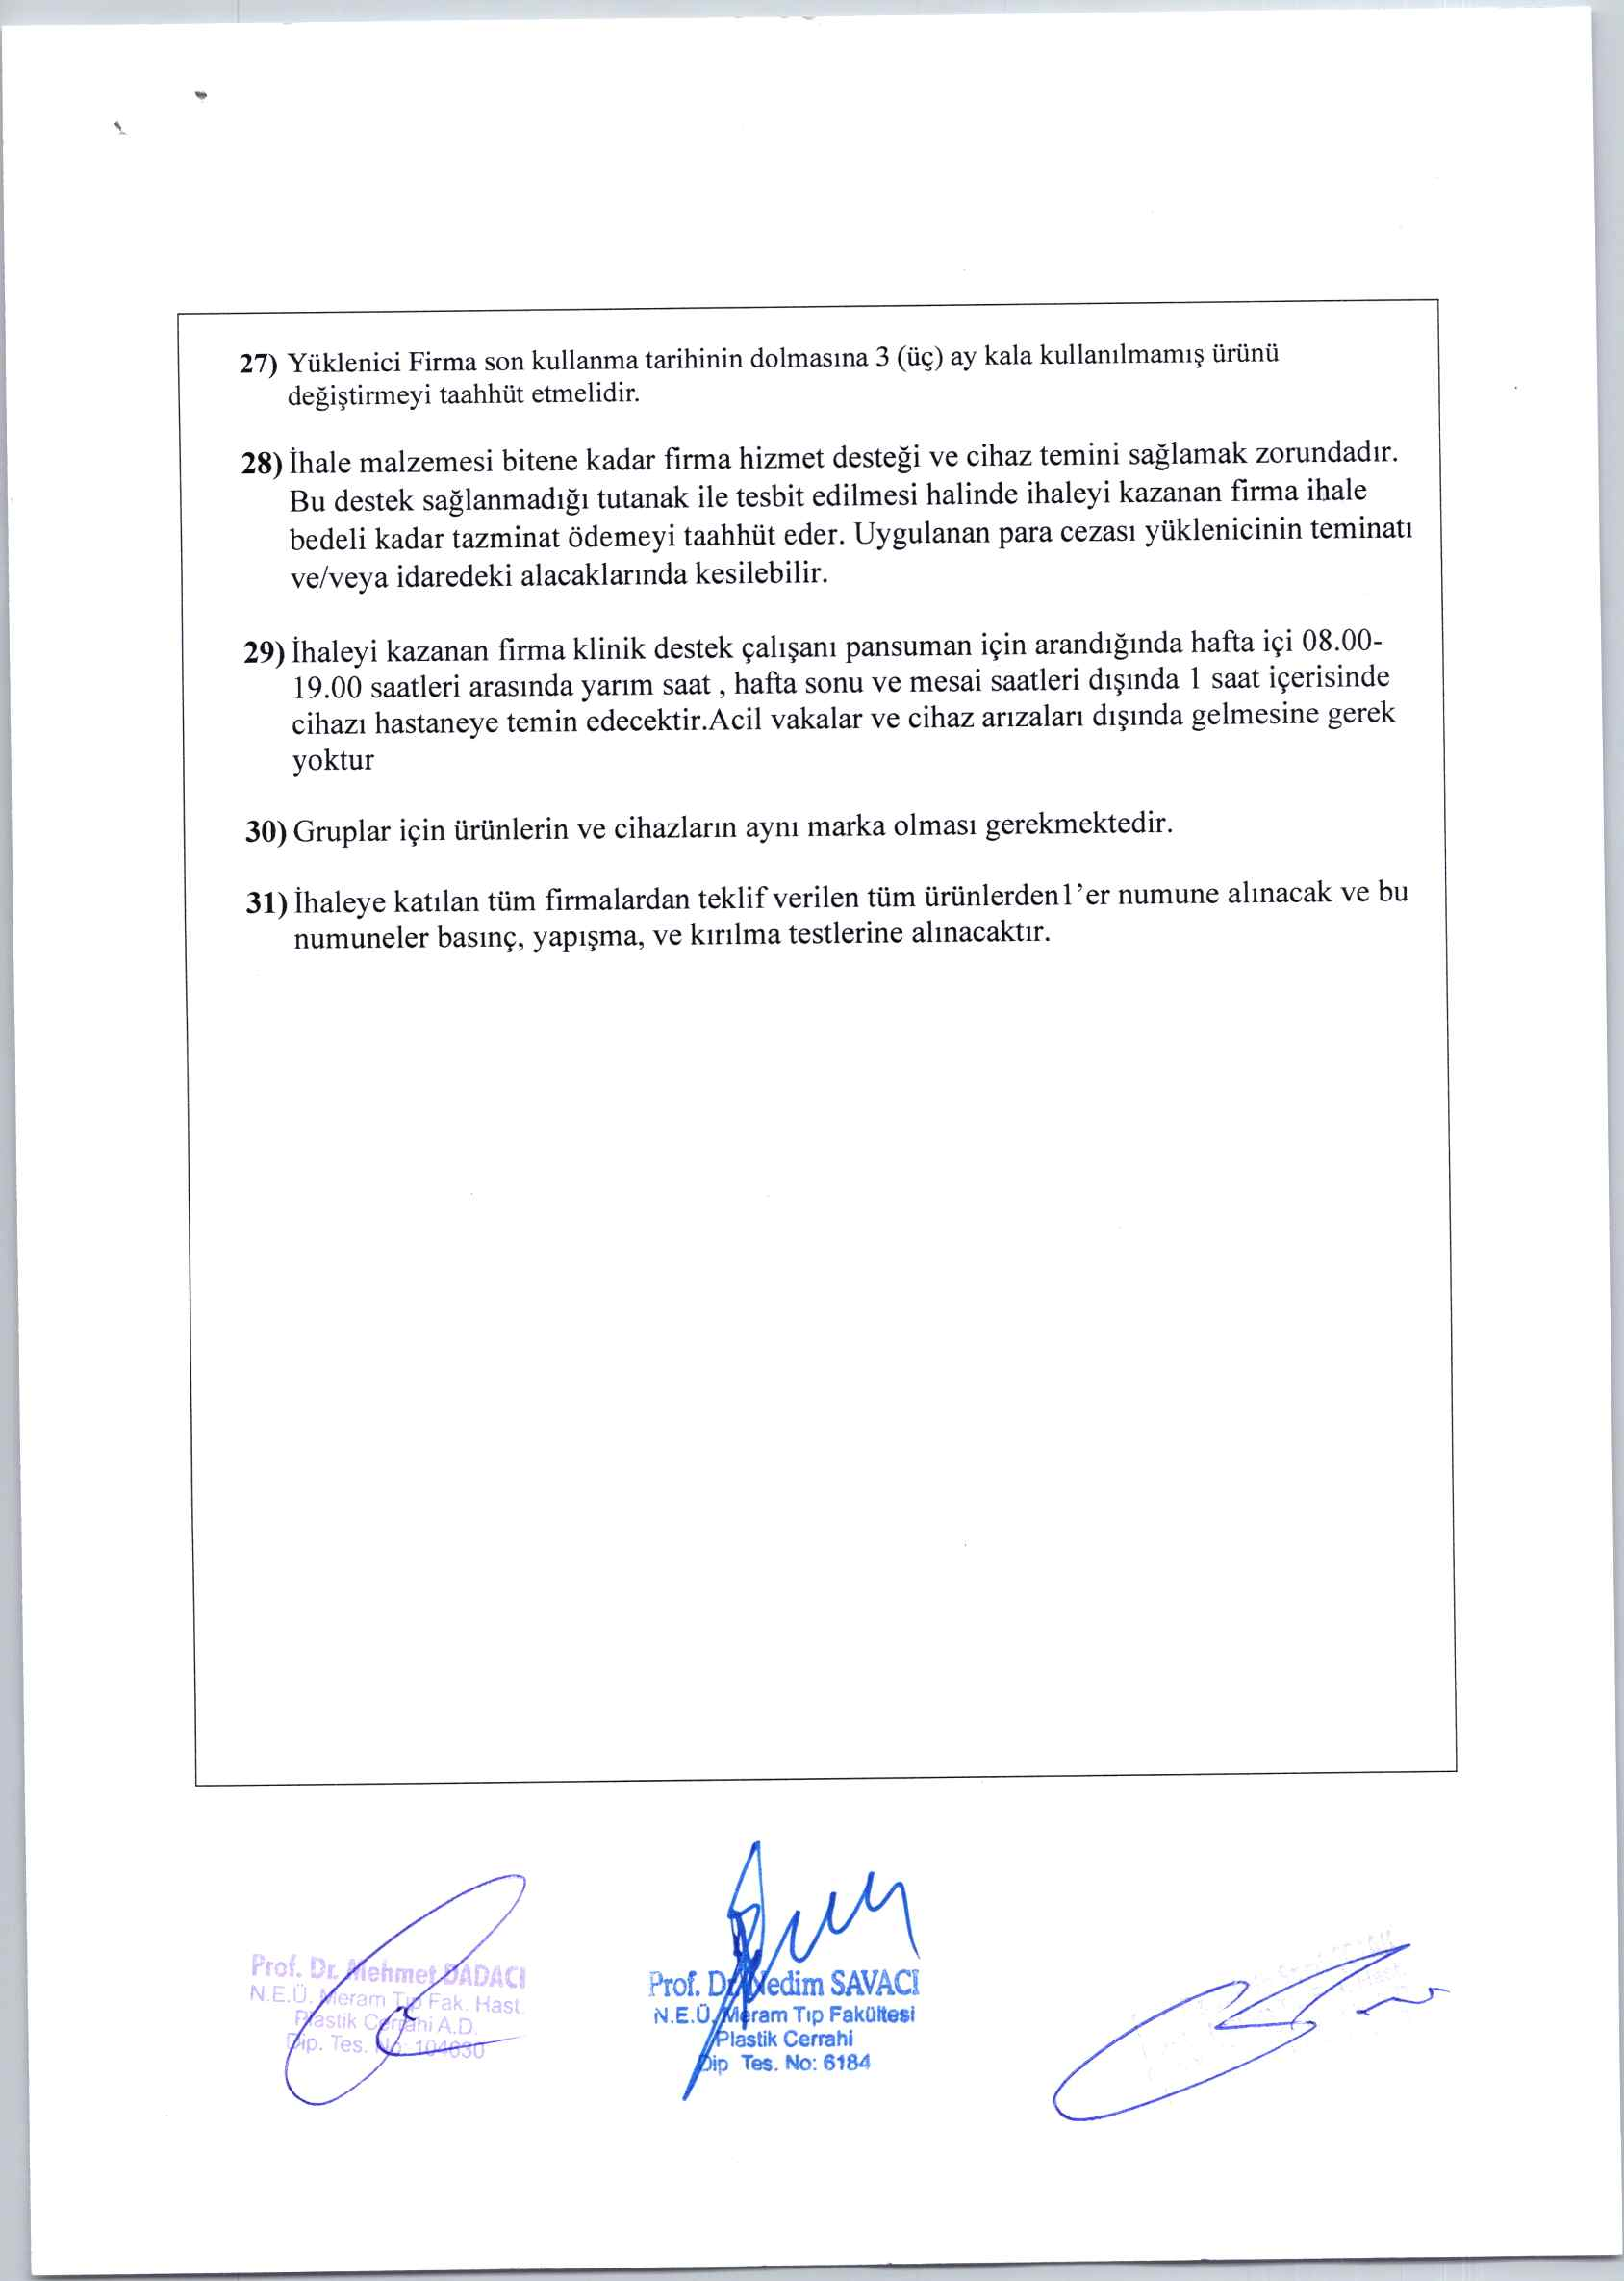 27) Yüklenici Firma son kullanma tarihinin dolmasına 3 (üç) ay kala kullanılmamış ürünü
değiştirmeyi taahhüt etmelidir.
28) İhale malzemesi bitene kadar firma hizmet desteği ve cihaz temini sağlamak zorundadır.
Bu destek sağlanmadığı tutanak ile tesbit edilmesi halinde ihaleyi kazanan firma ihale
bedeli kadar tazminat ödemeyi taahhüt eder. Uygulanan para cezası yüklenicinin teminatı
ve/veya idaredeki alacaklarında kesilebilir.
29) İhaleyi kazanan firma klinik destek çalışanı pansuman için arandığında hafta içi 08.00-
19.00 saatleri arasında yarım saat , hafta sonu ve mesai saatleri dışında 1 saat içerisinde
cihazı hastaneye temin edecektir.Acil vakalar ve cihaz arızaları dışında gelmesine gerek
yoktur
30) Gruplar için ürünlerin ve cihazların aynı marka olması gerekmektedir.
31) İhaleye katılan tüm firmalardan teklif verilen tüm ürünlerden 1’er numune alınacak ve bu
numuneler basınç, yapışma, ve kırılma testlerine alınacaktır.
Prof. Dr. Mehmet DADACI
N.E.Ü. Meram Tıp Fak. Hast.
Plastik Cerrahi A.D.
Dip. Tes. No: 104630
Prof. Dr. Nedim SAVACI
N.E.Ü. Meram Tıp Fakültesi
Plastik Cerrahi
Dip Tes. No: 6184